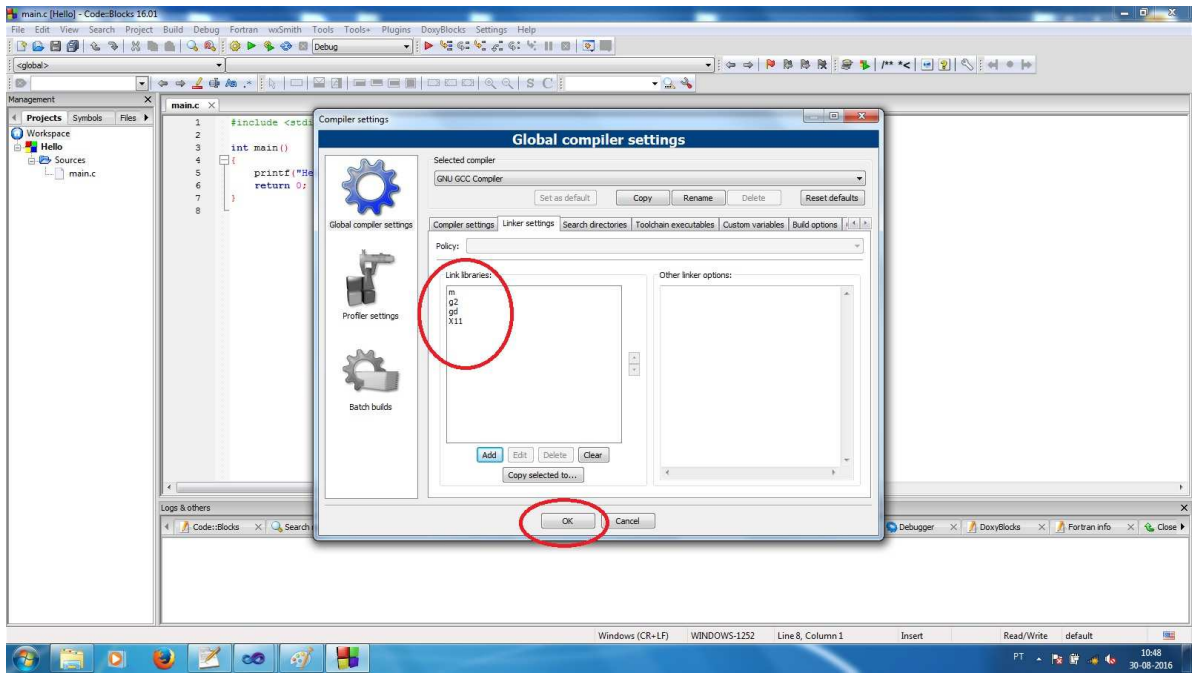 main.c [Hello] - Code::Blocks 16.01
File Edit View Search Project Build Debug Fortran wxSmith Tools Tools+ Plugins DoxyBlocks Settings Help
Debug
<global>
/** *<
S C
Management
main.c
Projects Symbols Files
Workspace
Hello
Sources
main.c
1 #include <stdi
2
3 int main()
4 {
5 printf("He
6 return 0;
7 }
8
Compiler settings
Global compiler settings
Selected compiler
GNU GCC Compiler
Set as default Copy Rename Delete Reset defaults
Global compiler settings
Profiler settings
Batch builds
Compiler settings Linker settings Search directories Toolchain executables Custom variables Build options
Policy:
Link libraries:
m
g2
gd
X11
Other linker options:
Add Edit Delete Clear
Copy selected to...
OK Cancel
Logs & others
Code::Blocks Search Debugger DoxyBlocks Fortran info Close
Windows (CR+LF) WINDOWS-1252 Line 8, Column 1 Insert Read/Write default
PT 10:48
30-08-2016